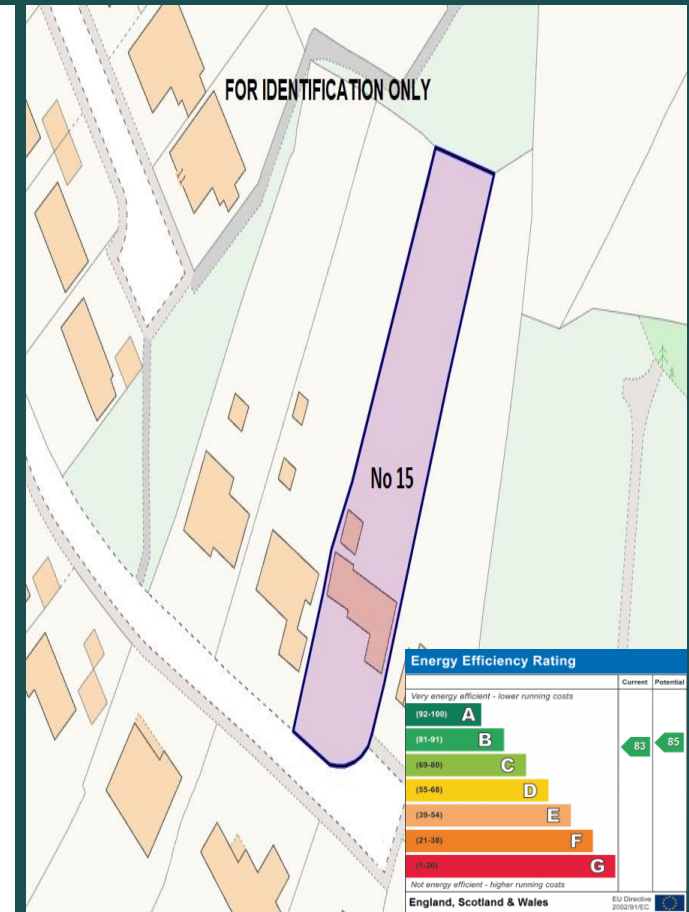 FOR IDENTIFICATION ONLY
No 15
Energy Efficiency Rating
Current Potential
Very energy efficient - lower running costs
(92-100) A
(81-91) B 83 85
(69-80) C
(55-68) D
(39-54) E
(21-38) F
(1-20) G
Not energy efficient - higher running costs
England, Scotland & Wales
EU Directive
2002/91/EC